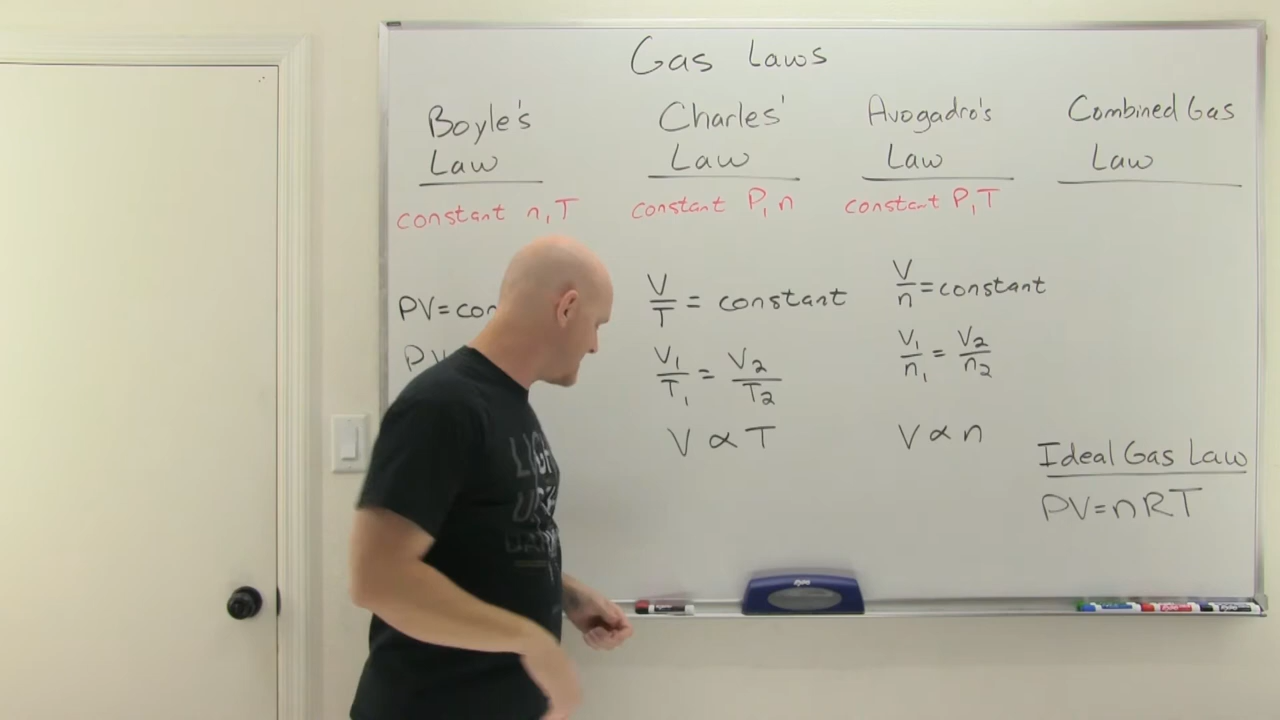 Gas Laws
Boyle's
Law
constant n,T
PV=con
PV
Charles'
Law
constant P,n
V/T = constant
V₁/T₁ = V₂/T₂
V ∝ T
Avogadro's
Law
constant P,T
V/n = constant
V₁/n₁ = V₂/n₂
V ∝ n
Combined Gas
Law
Ideal Gas Law
PV=nRT